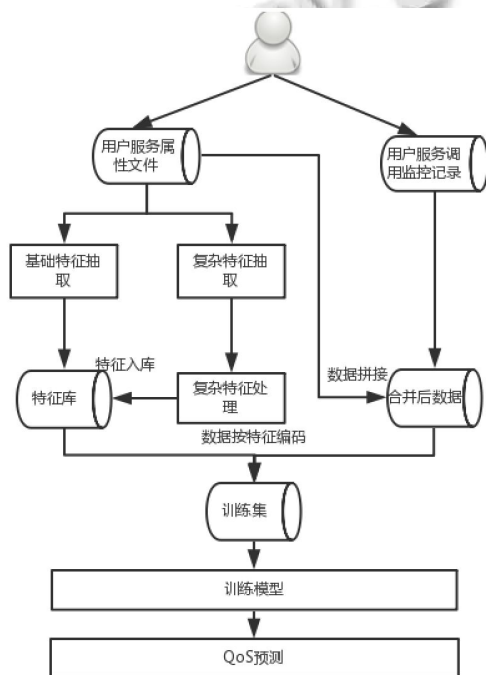 用户服务属
性文件
用户服务调
用监控记录
基础特征抽
取
复杂特征抽
取
特征入库
数据拼接
特征库
复杂特征处
理
合并后数据
数据按特征编码
训练集
训练模型
QoS预测